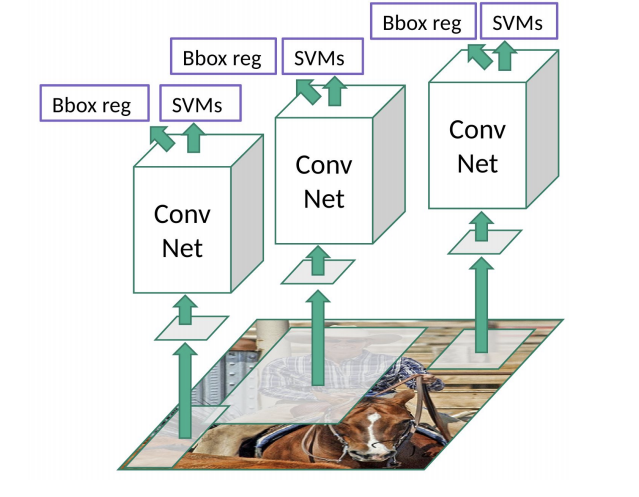 Bbox reg SVMs
Bbox reg SVMs
Bbox reg SVMs
Conv
Net
Conv
Net
Conv
Net